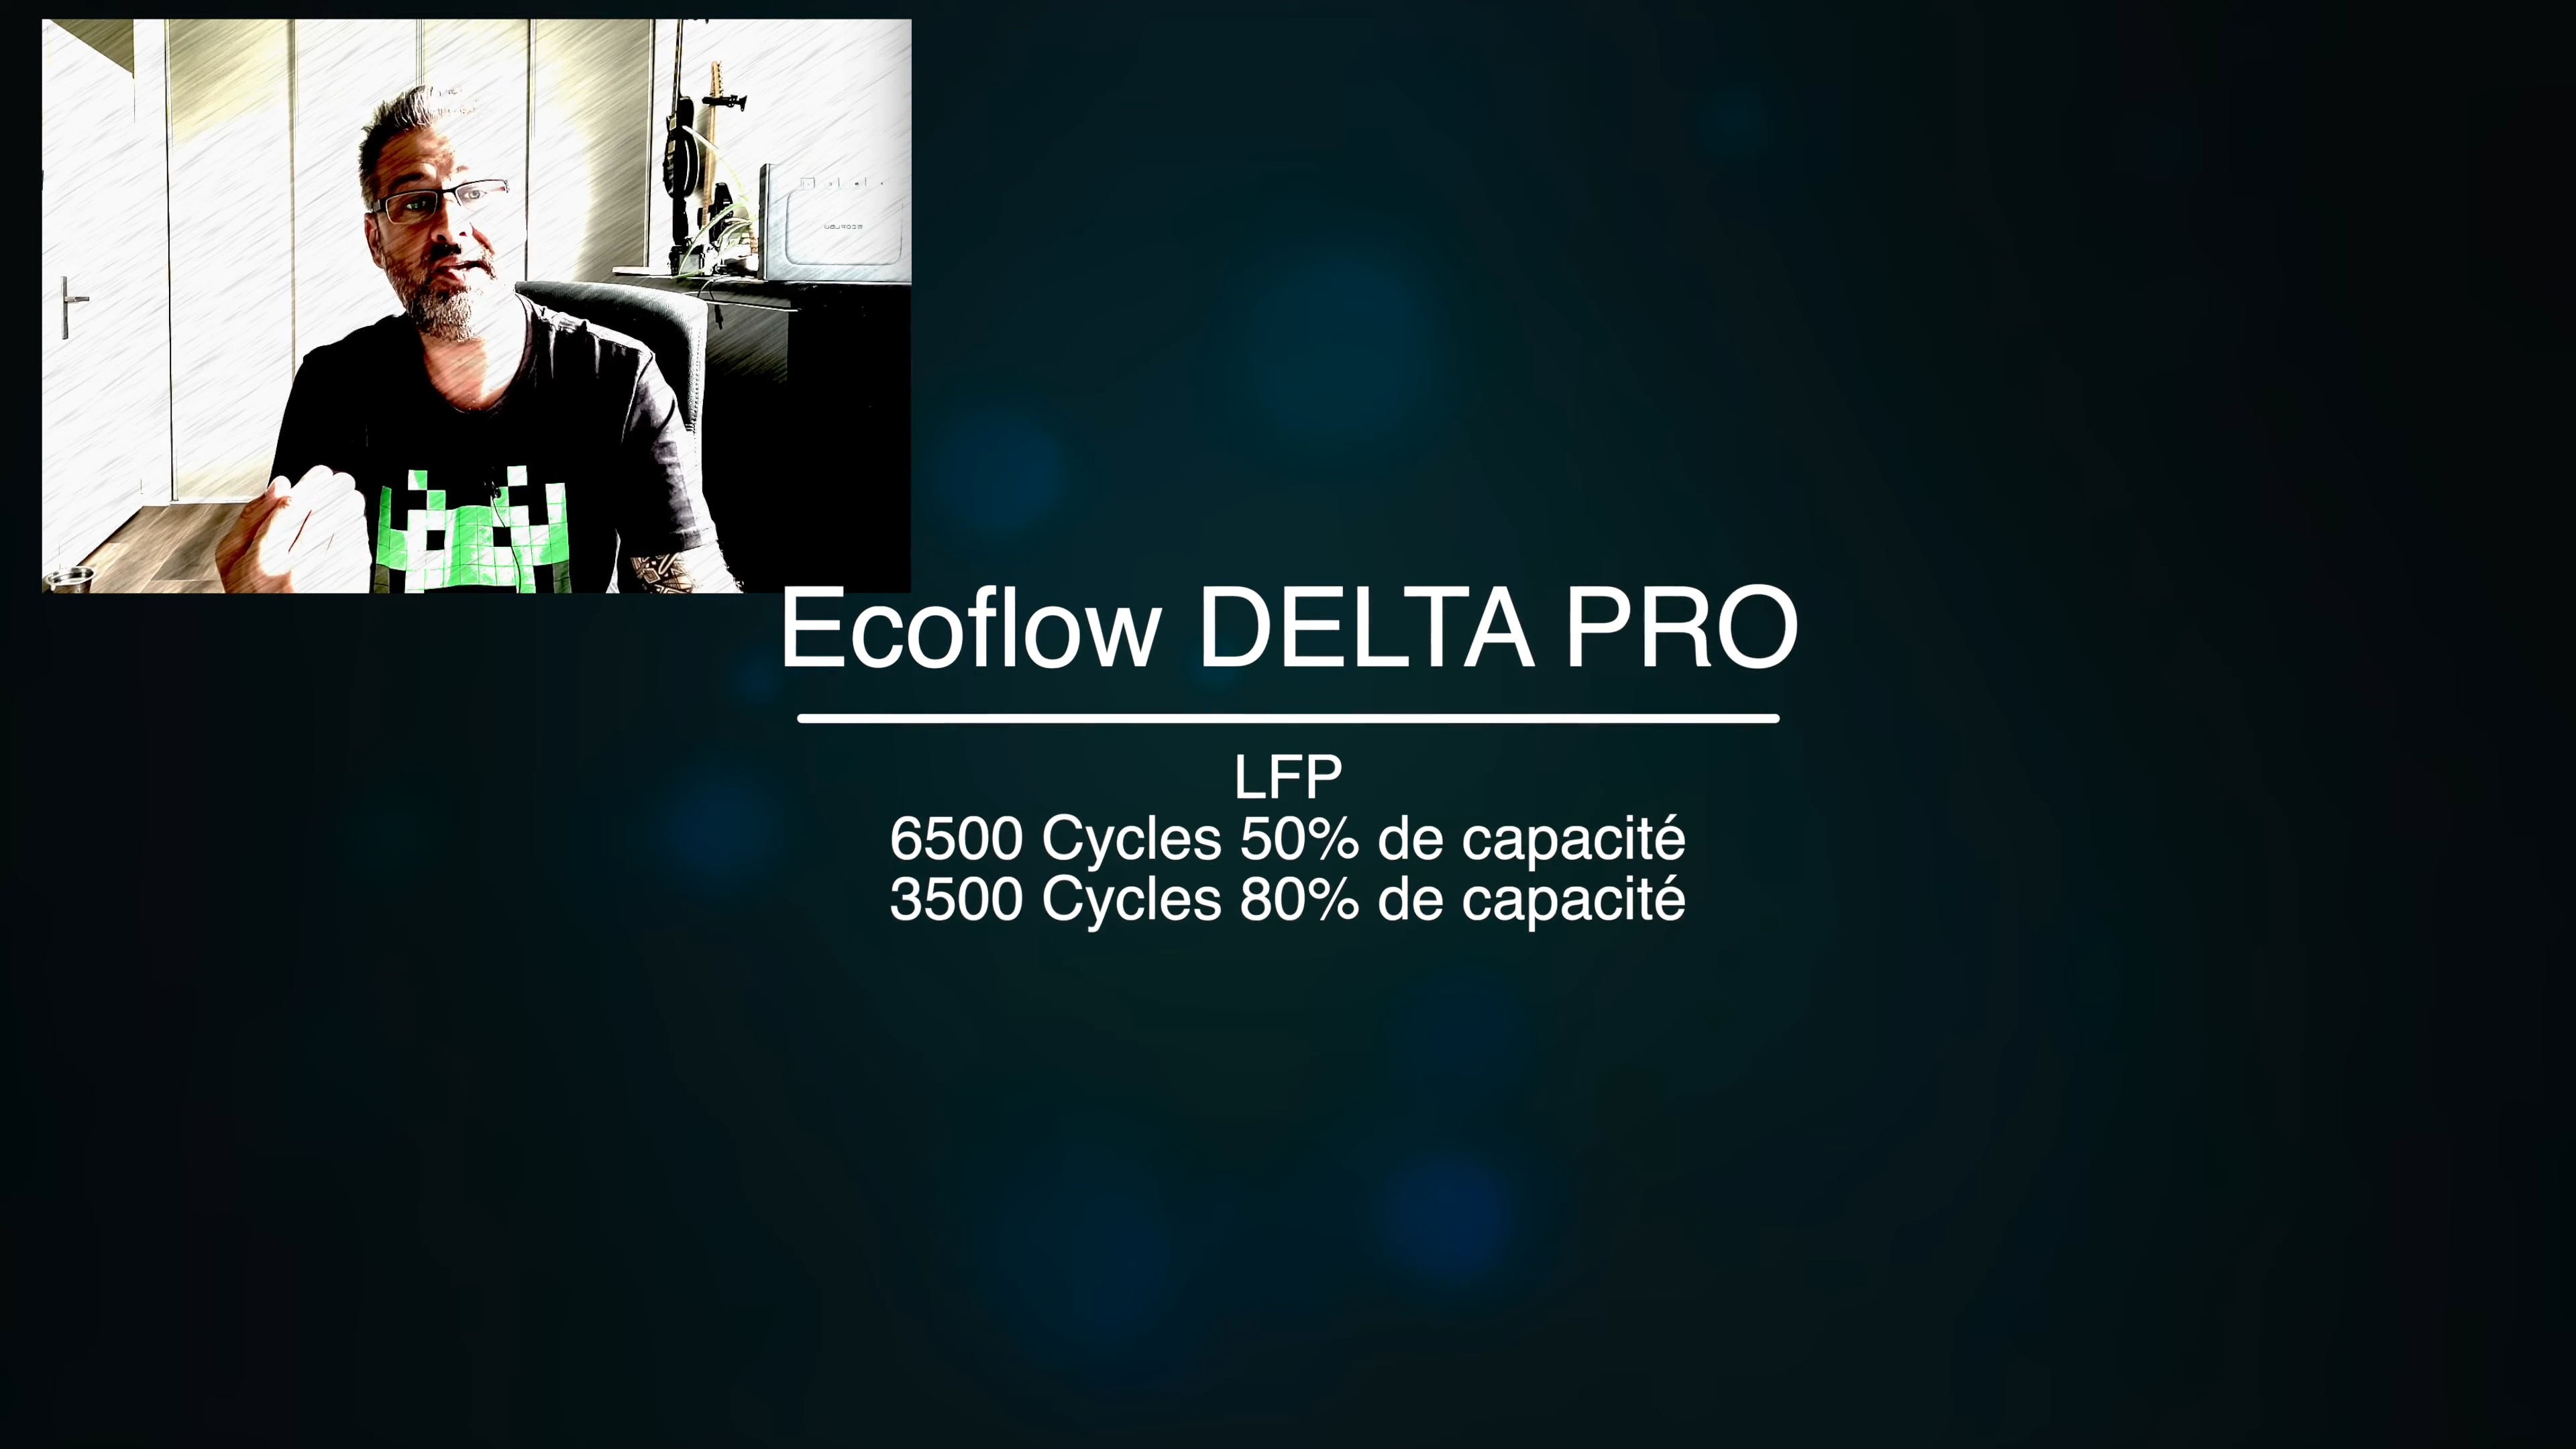 Ecoflow DELTA PRO
LFP
6500 Cycles 50% de capacité
3500 Cycles 80% de capacité